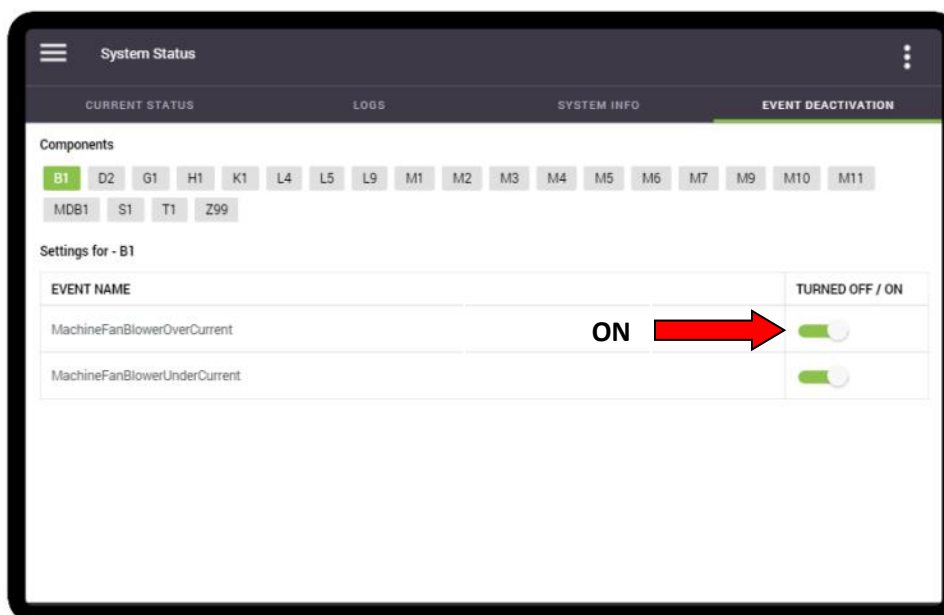 System Status
CURRENT STATUS LOGS SYSTEM INFO EVENT DEACTIVATION
Components
B1 D2 G1 H1 K1 L4 L5 L9 M1 M2 M3 M4 M5 M6 M7 M9 M10 M11
MDB1 S1 T1 Z99
Settings for - B1
EVENT NAME TURNED OFF / ON
MachineFanBlowerOverCurrent ON
MachineFanBlowerUnderCurrent